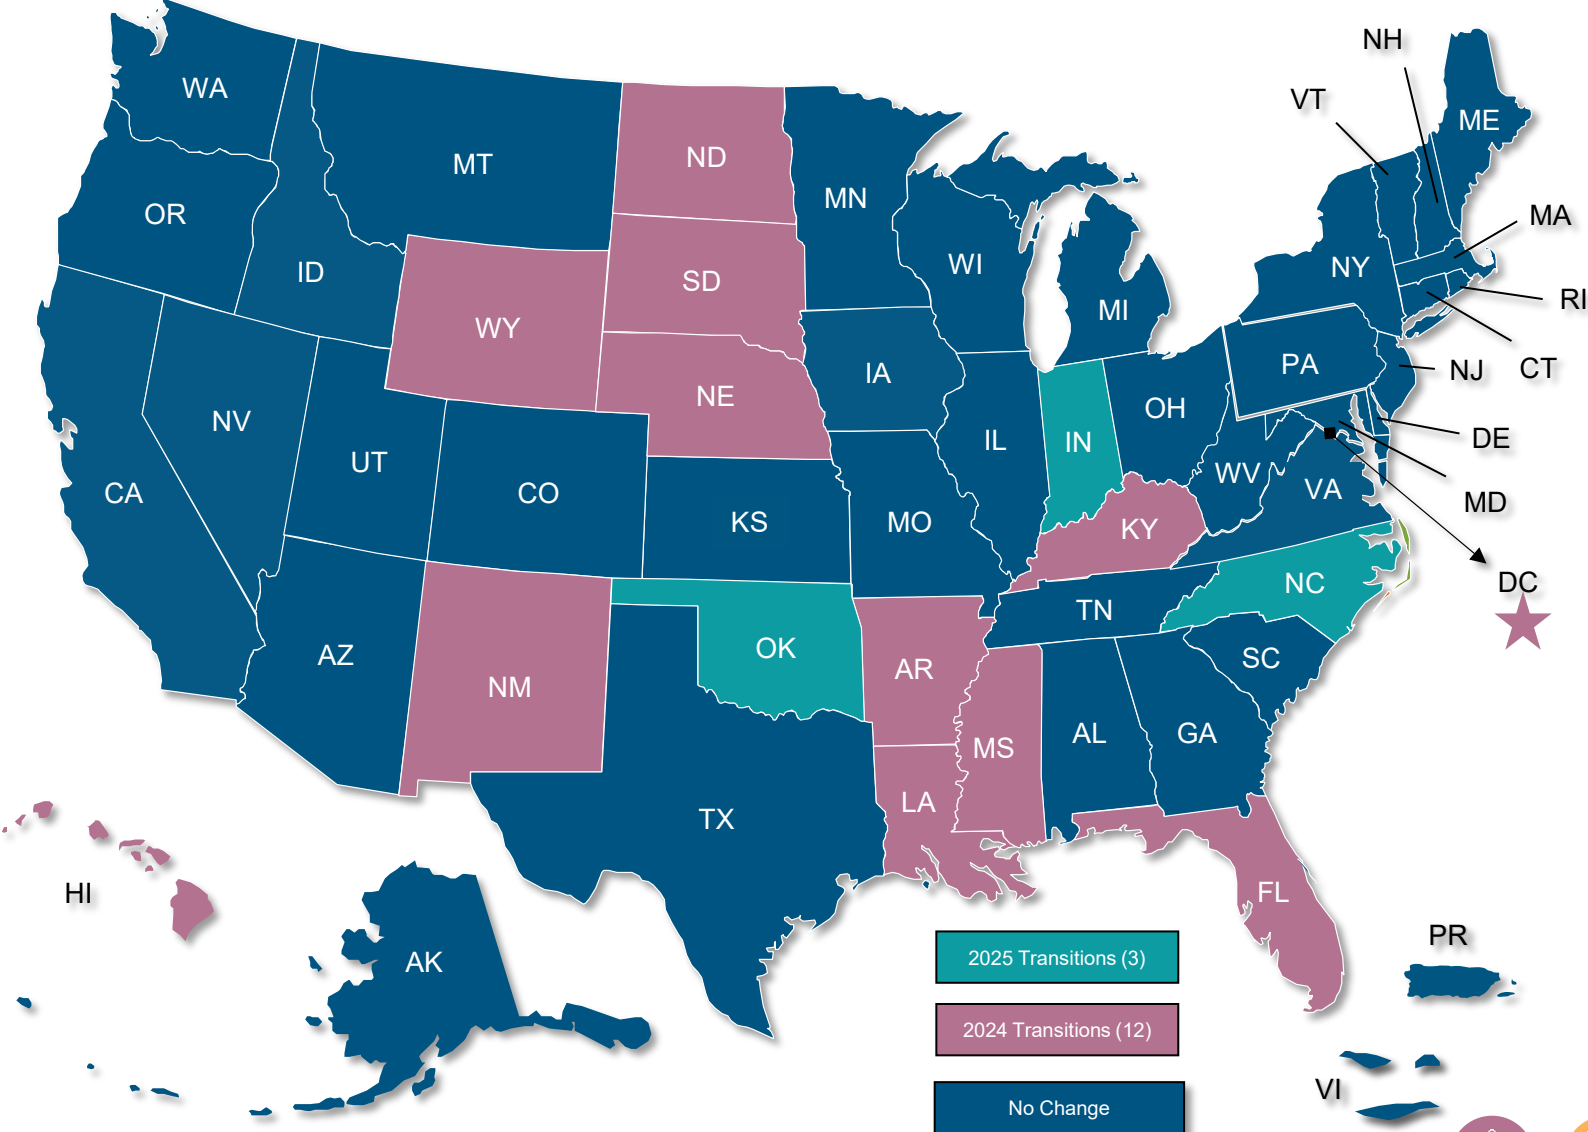 NH
WA
VT
ME
ND
MT
MN
OR
MA
WI
NY
ID
SD
RI
MI
WY
PA
CT
NJ
IA
NE
OH
NV
DE
IN
IL
UT
WV
CO
VA
CA
MD
KS
MO
KY
DC
NC
TN
OK
AZ
SC
AR
NM
AL
GA
MS
LA
TX
HI
FL
PR
2025 Transitions (3)
AK
2024 Transitions (12)
VI
No Change